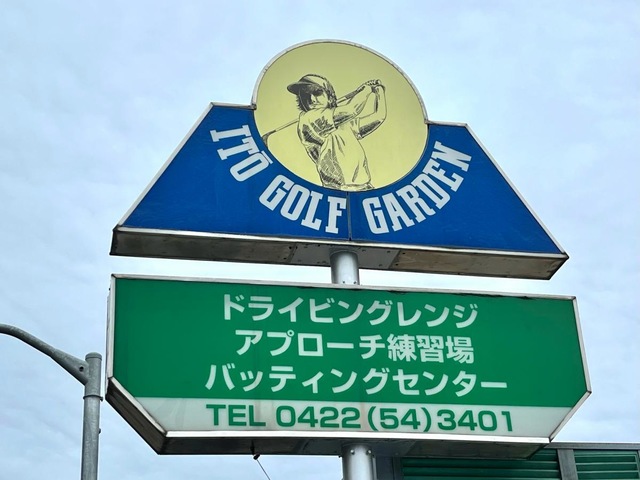 ITŌ GOLF GARDEN
ドライビングレンジ
アプローチ練習場
バッティングセンター
TEL 0422(54)3401